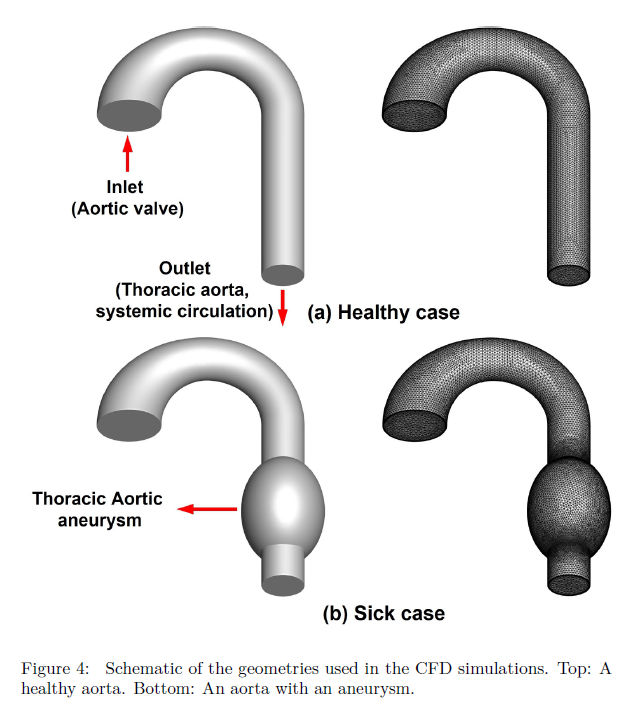 Inlet
(Aortic valve)
Outlet
(Thoracic aorta,
systemic circulation)
(a) Healthy case
Thoracic Aortic
aneurysm
(b) Sick case
Figure 4: Schematic of the geometries used in the CFD simulations. Top: A
healthy aorta. Bottom: An aorta with an aneurysm.